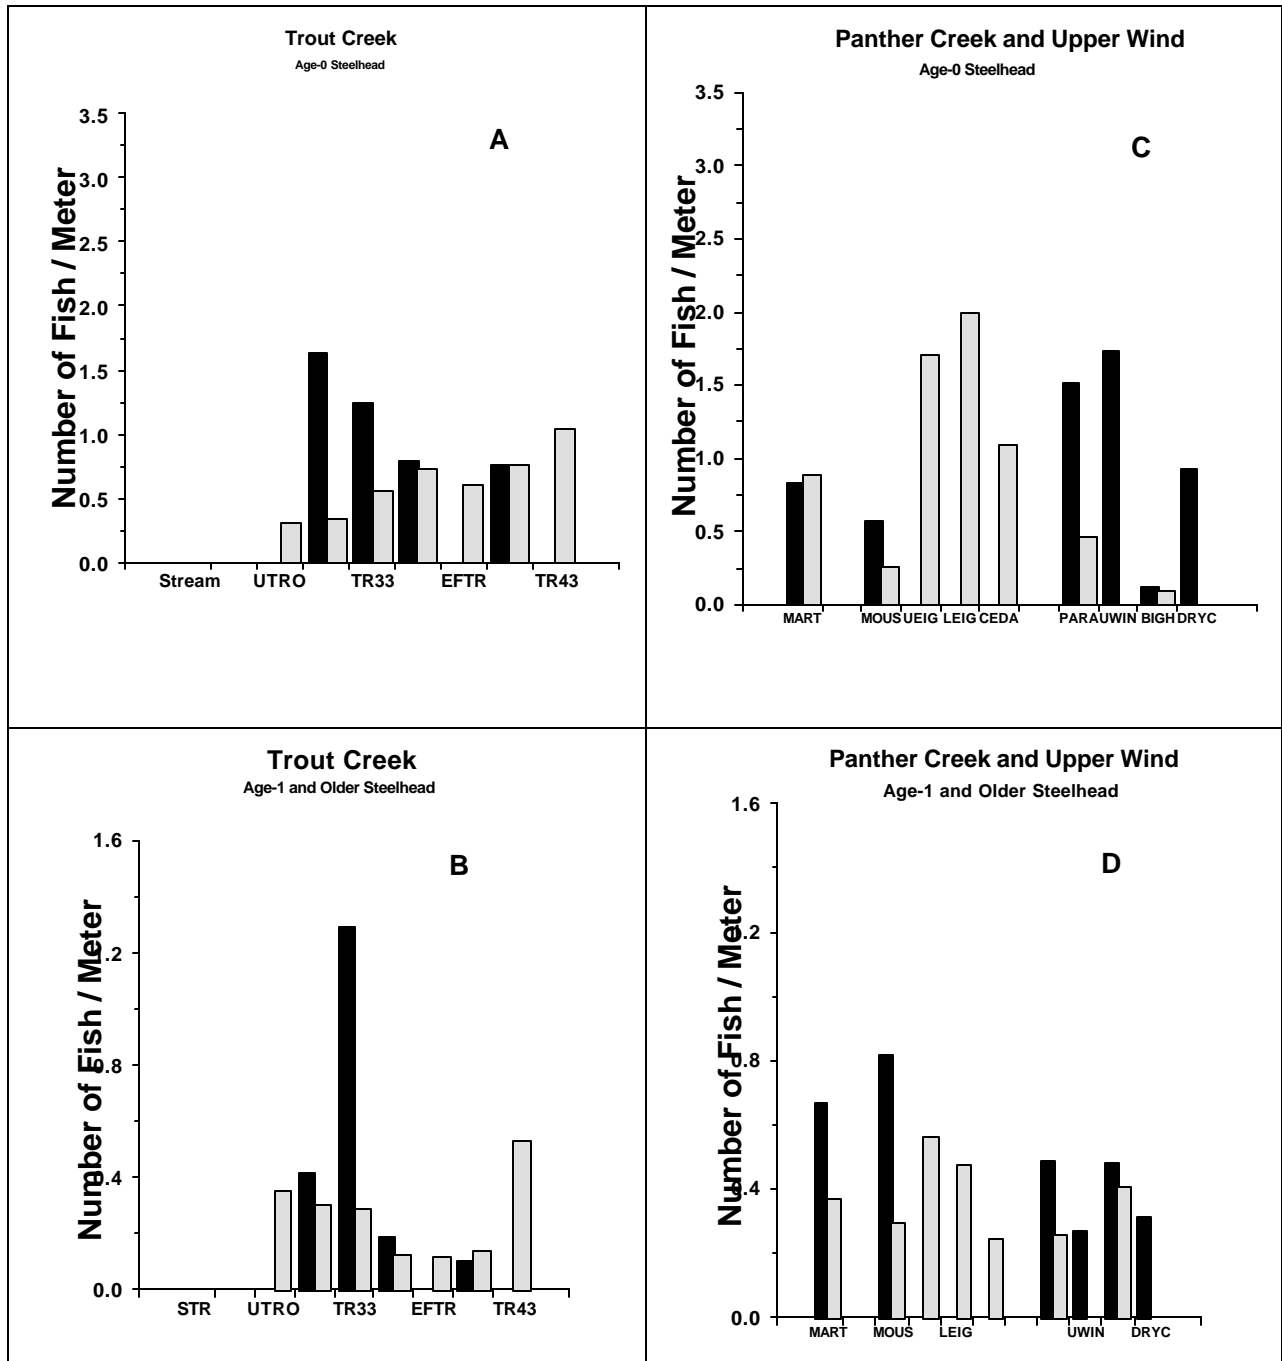 Trout Creek
Age-0 Steelhead
A
Number of Fish / Meter
3.5
3.0
2.5
2.0
1.5
1.0
0.5
0.0
Stream UTRO TR33 EFTR TR43
Panther Creek and Upper Wind
Age-0 Steelhead
C
Number of Fish / Meter
3.5
3.0
2.5
2.0
1.5
1.0
0.5
0.0
MART MOUS UEIG LEIG CEDA PARA UWIN BIGH DRYC
Trout Creek
Age-1 and Older Steelhead
B
Number of Fish / Meter
1.6
1.2
0.8
0.4
0.0
STR UTRO TR33 EFTR TR43
Panther Creek and Upper Wind
Age-1 and Older Steelhead
D
Number of Fish / Meter
1.6
1.2
0.8
0.4
0.0
MART MOUS LEIG UWIN DRYC